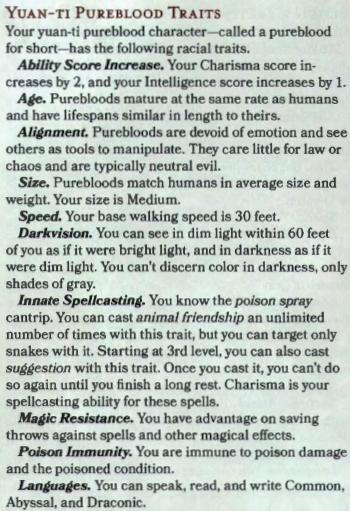 YUAN-TI PUREBLOOD TRAITS
Your yuan-ti pureblood character—called a pureblood
for short—has the following racial traits.
Ability Score Increase. Your Charisma score in-
creases by 2, and your Intelligence score increases by 1.
Age. Purebloods mature at the same rate as humans
and have lifespans similar in length to theirs.
Alignment. Purebloods are devoid of emotion and see
others as tools to manipulate. They care little for law or
chaos and are typically neutral evil.
Size. Purebloods match humans in average size and
weight. Your size is Medium.
Speed. Your base walking speed is 30 feet.
Darkvision. You can see in dim light within 60 feet
of you as if it were bright light, and in darkness as if it
were dim light. You can't discern color in darkness, only
shades of gray.
Innate Spellcasting. You know the poison spray
cantrip. You can cast animal friendship an unlimited
number of times with this trait, but you can target only
snakes with it. Starting at 3rd level, you can also cast
suggestion with this trait. Once you cast it, you can't do
so again until you finish a long rest. Charisma is your
spellcasting ability for these spells.
Magic Resistance. You have advantage on saving
throws against spells and other magical effects.
Poison Immunity. You are immune to poison damage
and the poisoned condition.
Languages. You can speak, read, and write Common,
Abyssal, and Draconic.